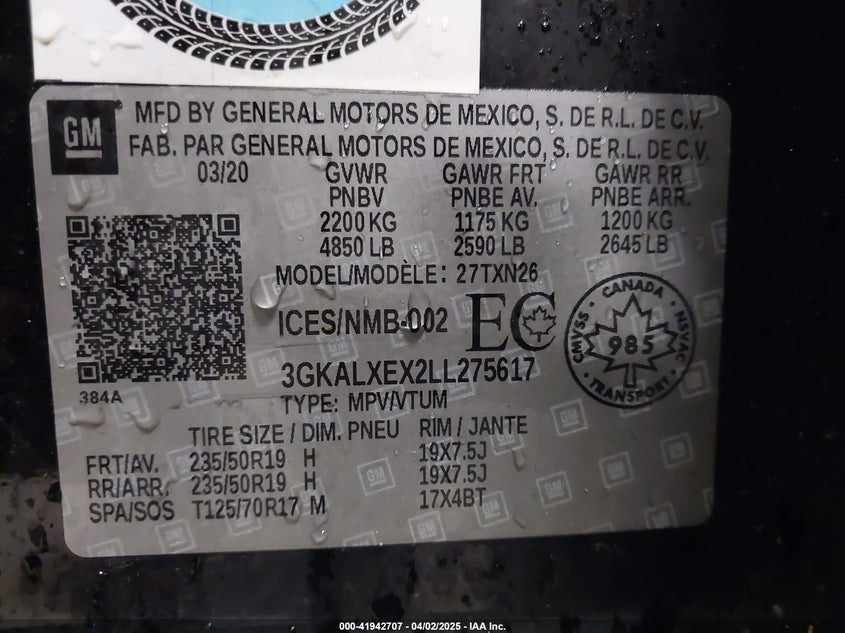 GM
MFD BY GENERAL MOTORS DE MEXICO, S. DE R.L. DE C.V.
FAB. PAR GENERAL MOTORS DE MEXICO, S. DE R.L. DE C.V.
03/20 GVWR GAWR FRT GAWR RR
PNBV PNBE AV. PNBE ARR.
2200 KG 1175 KG 1200 KG
4850 LB 2590 LB 2645 LB
MODEL/MODÈLE: 27TXN26
ICES/NMB-002 EC
CANADA
CMVSS 985 NSVAC
TRANSPORT
3GKALXEX2LL275617
384A
TYPE: MPV/VTUM
TIRE SIZE / DIM. PNEU RIM / JANTE
FRT/AV. 235/50R19 H 19X7.5J
RR/ARR. 235/50R19 H 19X7.5J
SPA/SOS T125/70R17 M 17X4BT
000-41942707 - 04/02/2025 - IAA Inc.